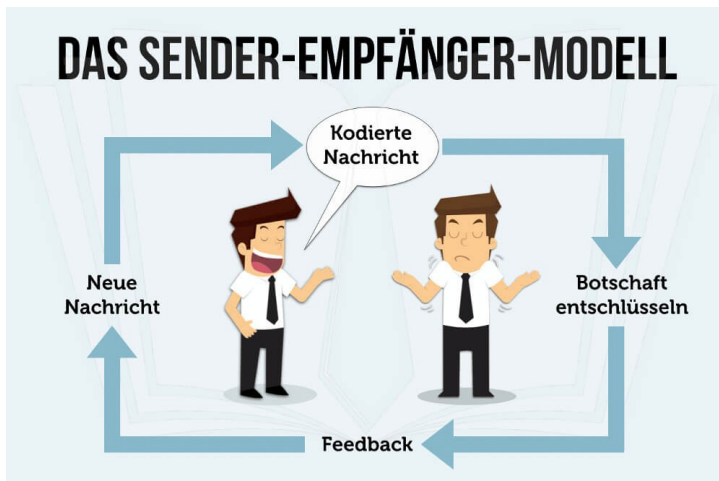 DAS SENDER-EMPFÄNGER-MODELL
Kodierte
Nachricht
Botschaft
entschlüsseln
Feedback
Neue
Nachricht